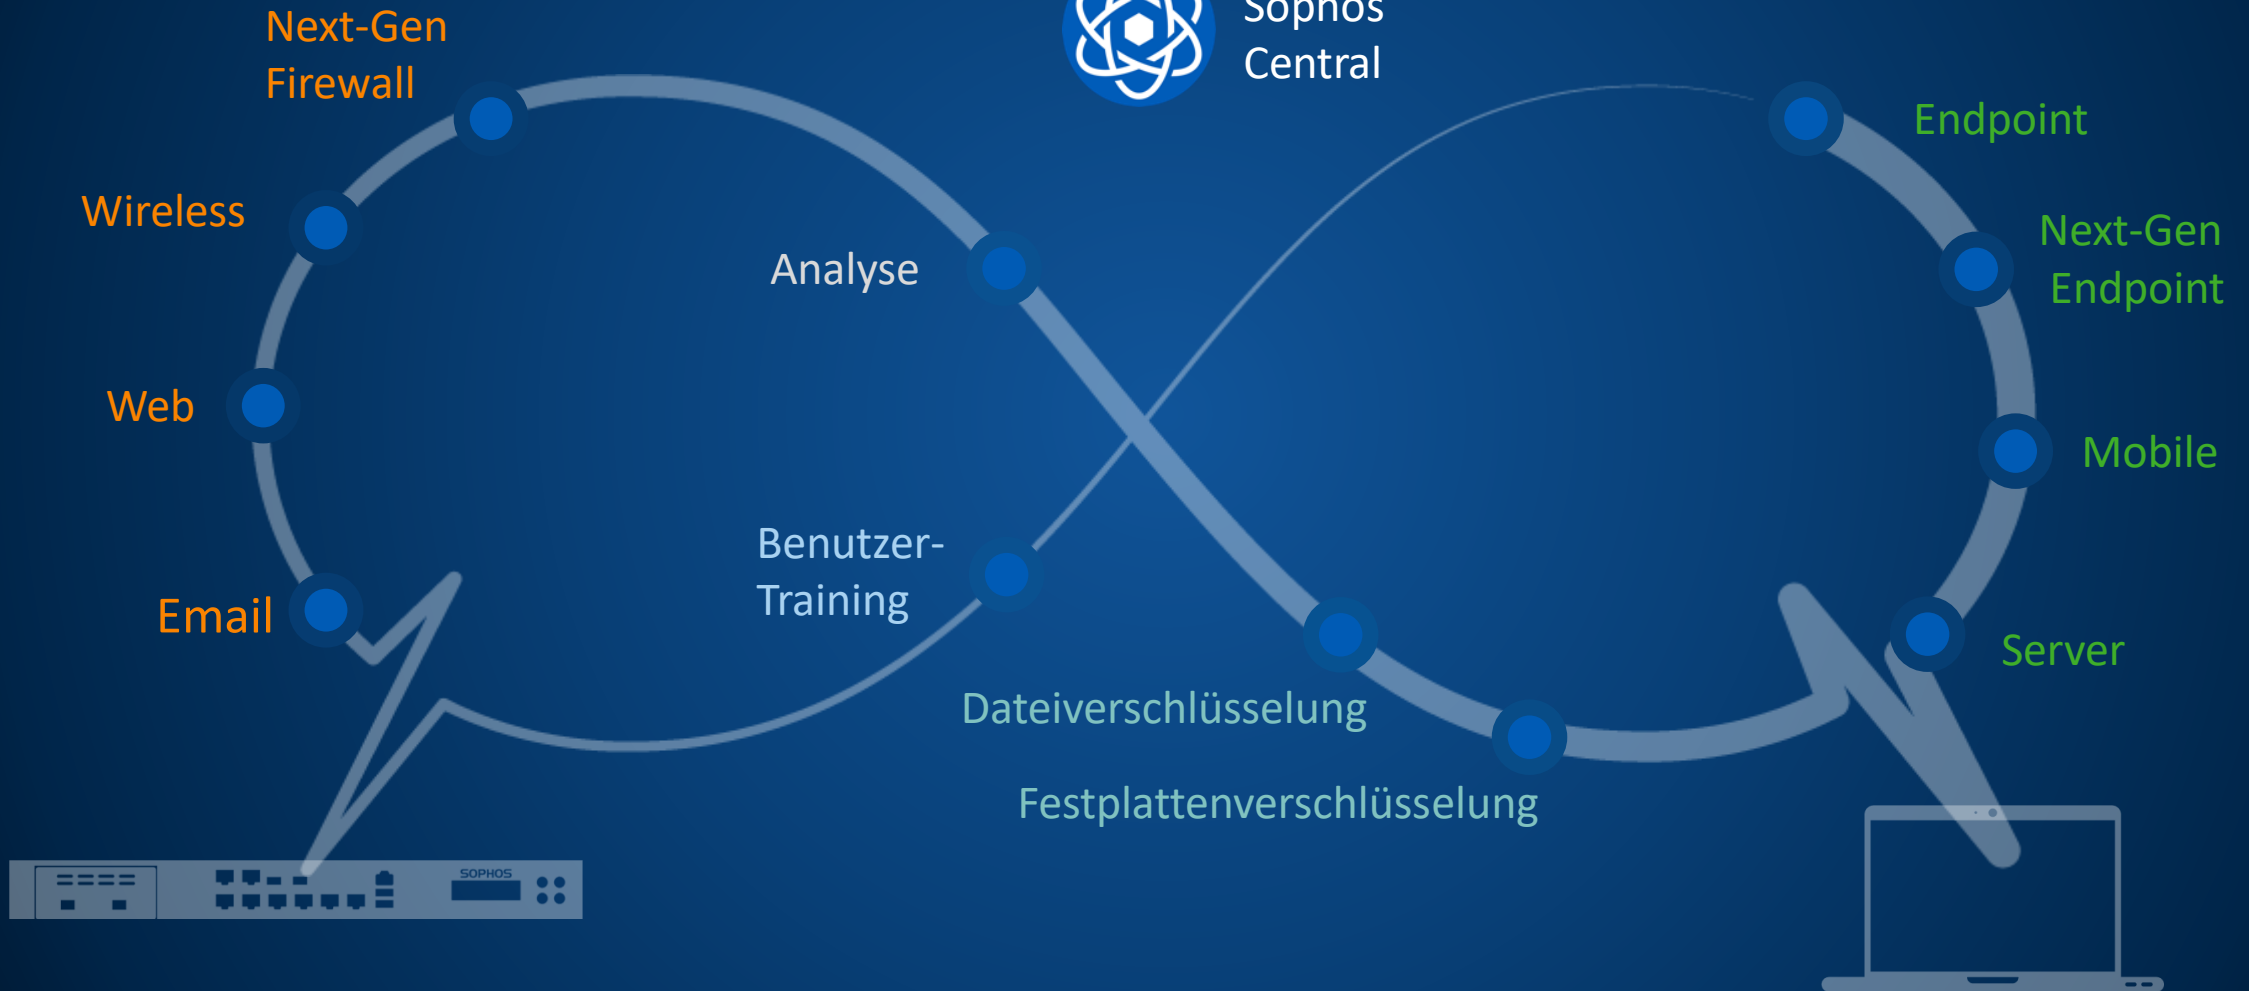 Sophos
Central
Next-Gen
Firewall
Endpoint
Wireless
Next-Gen
Endpoint
Analyse
Web
Mobile
Benutzer-
Training
Email
Server
Dateiverschlüsselung
Festplattenverschlüsselung
SOPHOS